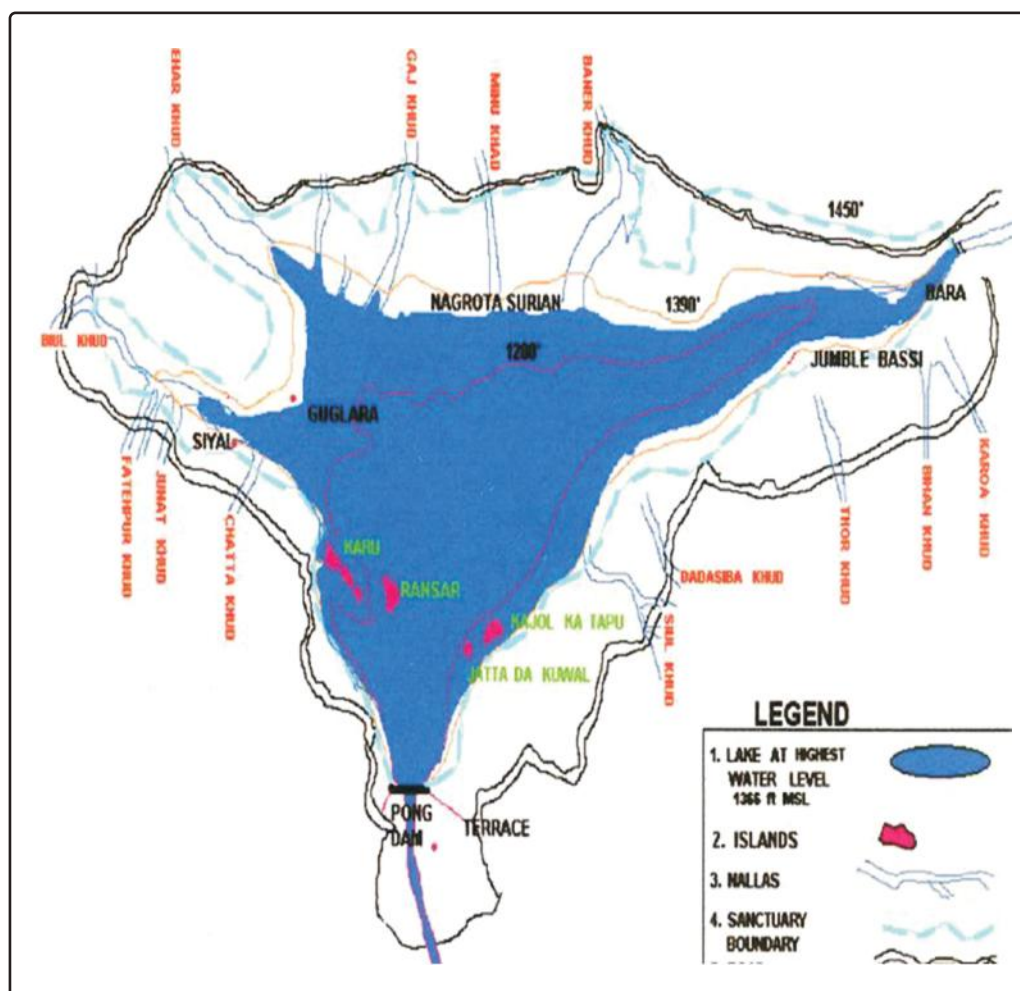 EHAR KHUD
GAJ KHUD
MINU KHAD
BANER KHUD
1450'
BARA
NAGROTA SURIAN
1390'
1280'
JUMBLE BASSI
BIUL KHUD
GUGLARA
SIYAL
FATEHPUR KHUD
JUNAT KHUD
CHATTA KHUD
KARU
RANSAR
KAJOL KA TAPU
JATTA DA KUWAL
DADASIBA KHUD
SIUL KHUD
THOR KHUD
BIHAN KHUD
KAROA KHUD
PONG
DAM
TERRACE
LEGEND
1. LAKE AT HIGHEST
WATER LEVEL
1366 ft MSL
2. ISLANDS
3. NALLAS
4. SANCTUARY
BOUNDARY